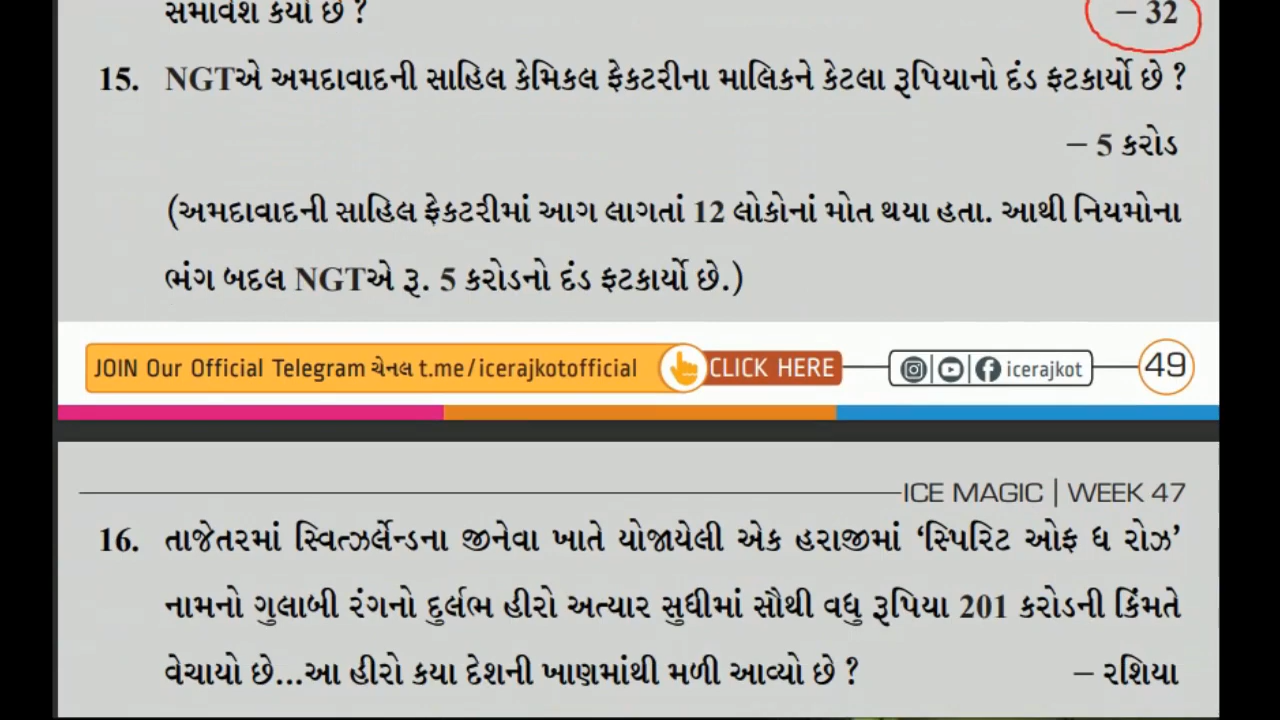 સમાવેશ કર્યો છે ?
– 32
15. NGTએ અમદાવાદની સાહિલ કેમિકલ ફેકટરીના માલિકને કેટલા રૂપિયાનો દંડ ફટકાર્યો છે ?
– 5 કરોડ
(અમદાવાદની સાહિલ ફેકટરીમાં આગ લાગતાં 12 લોકોનાં મોત થયા હતા. આથી નિયમોના
ભંગ બદલ NGTએ રૂ. 5 કરોડનો દંડ ફટકાર્યો છે.)
JOIN Our Official Telegram ચેનલ t.me/icerajkotofficial CLICK HERE icerajkot 49
ICE MAGIC | WEEK 47
16. તાજેતરમાં સ્વિત્ઝર્લેન્ડના જીનેવા ખાતે યોજાયેલી એક હરાજીમાં ‘સ્પિરિટ ઓફ ધ રોઝ’
નામનો ગુલાબી રંગનો દુર્લભ હીરો અત્યાર સુધીમાં સૌથી વધુ રૂપિયા 201 કરોડની કિંમતે
વેચાયો છે...આ હીરો કયા દેશની ખાણમાંથી મળી આવ્યો છે ?
– રશિયા